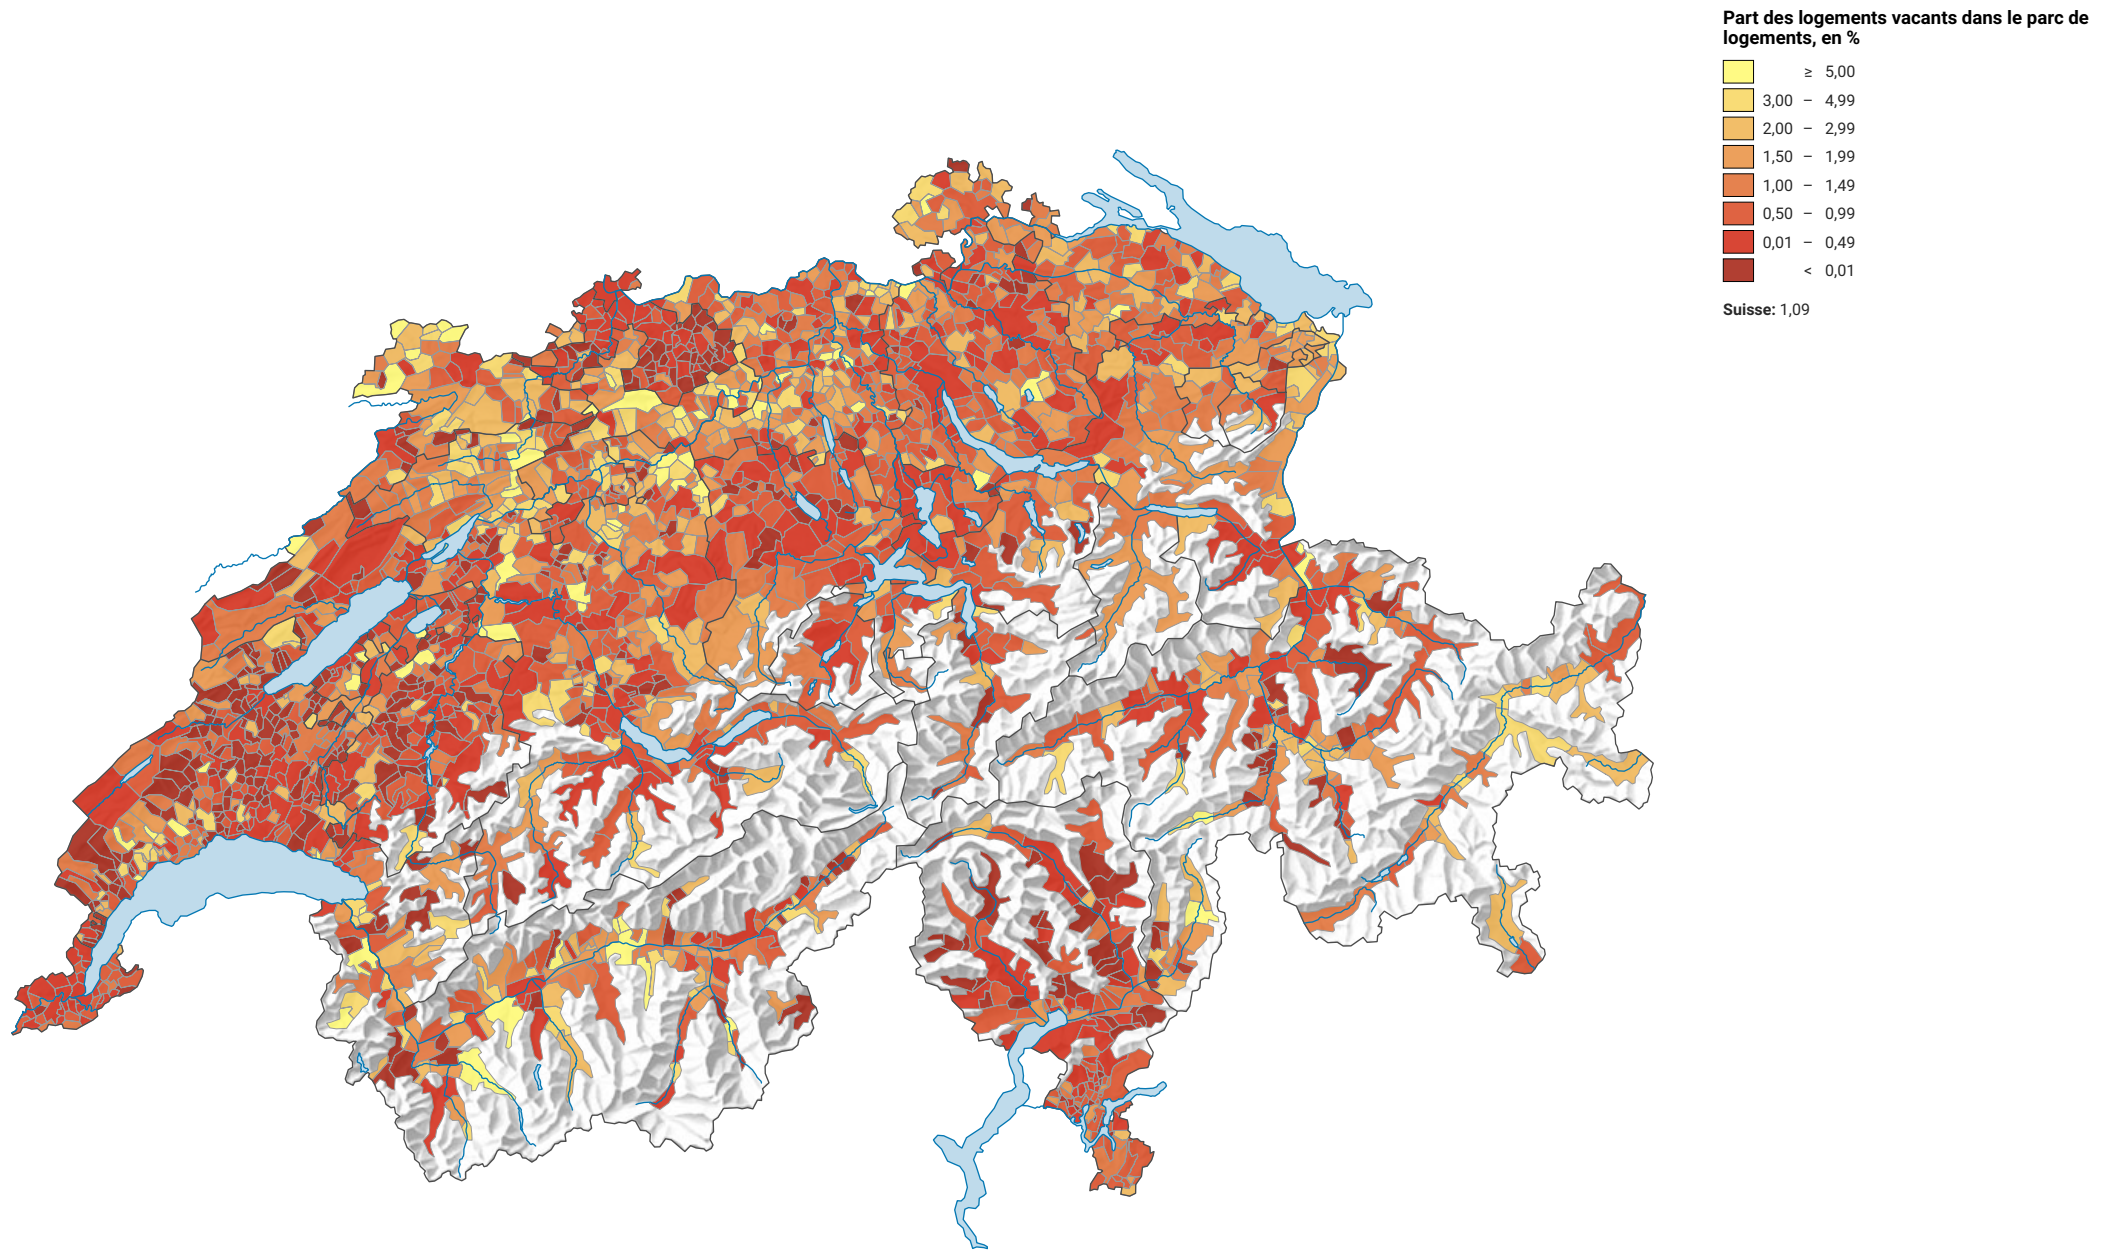 Part des logements vacants dans le parc de
logements, en %
≥ 5,00
3,00 – 4,99
2,00 – 2,99
1,50 – 1,99
1,00 – 1,49
0,50 – 0,99
0,01 – 0,49
< 0,01
Suisse: 1,09